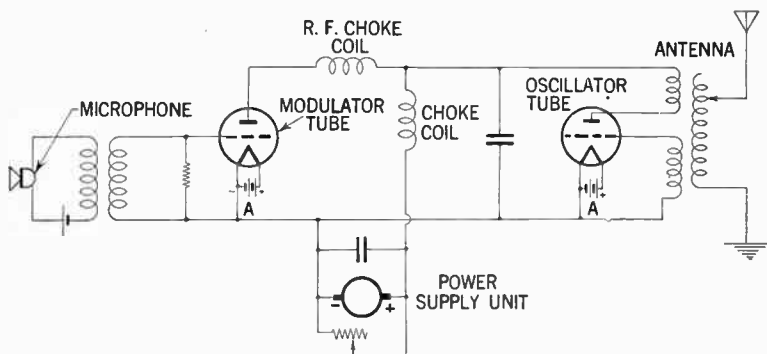 R. F. CHOKE
COIL
ANTENNA
MICROPHONE
MODULATOR
TUBE
CHOKE
COIL
OSCILLATOR
TUBE
- +
A
- +
A
POWER
SUPPLY UNIT
- +